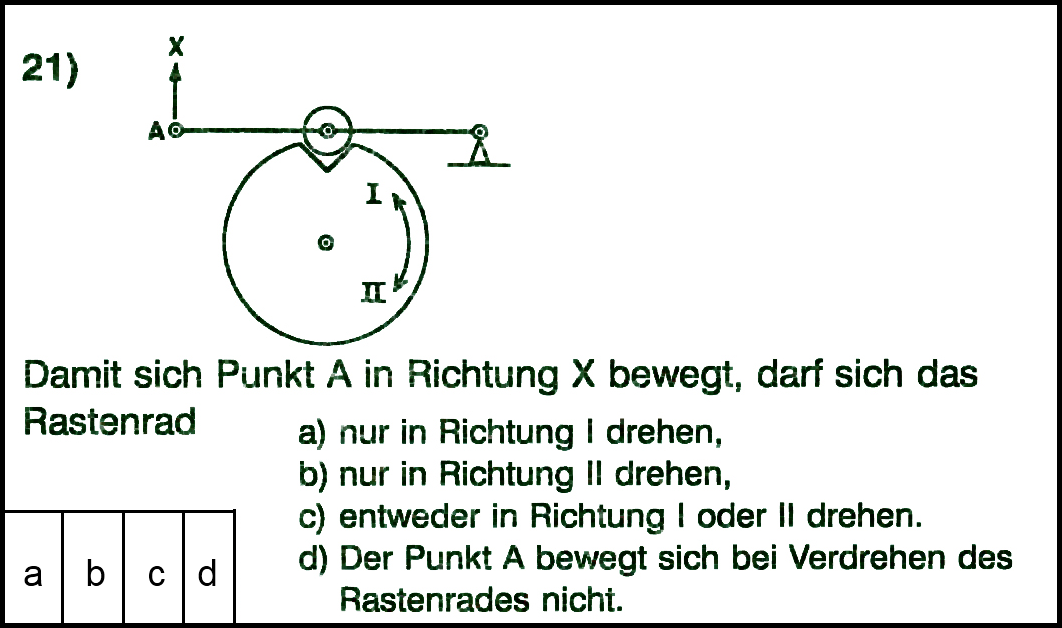 21)
X
A
I
II
Damit sich Punkt A in Richtung X bewegt, darf sich das
Rastenrad
a) nur in Richtung I drehen,
b) nur in Richtung II drehen,
c) entweder in Richtung I oder II drehen.
d) Der Punkt A bewegt sich bei Verdrehen des
Rastenrades nicht.
a b c d